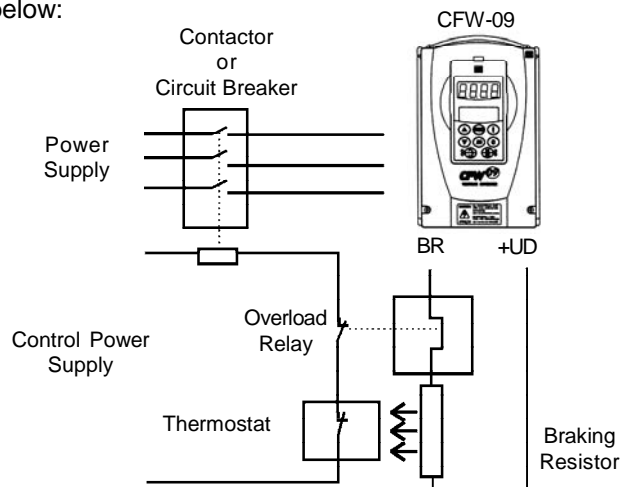 below:
CFW-09
Contactor
or
Circuit Breaker
Power
Supply
BR
+UD
Overload
Relay
Control Power
Supply
Thermostat
Braking
Resistor